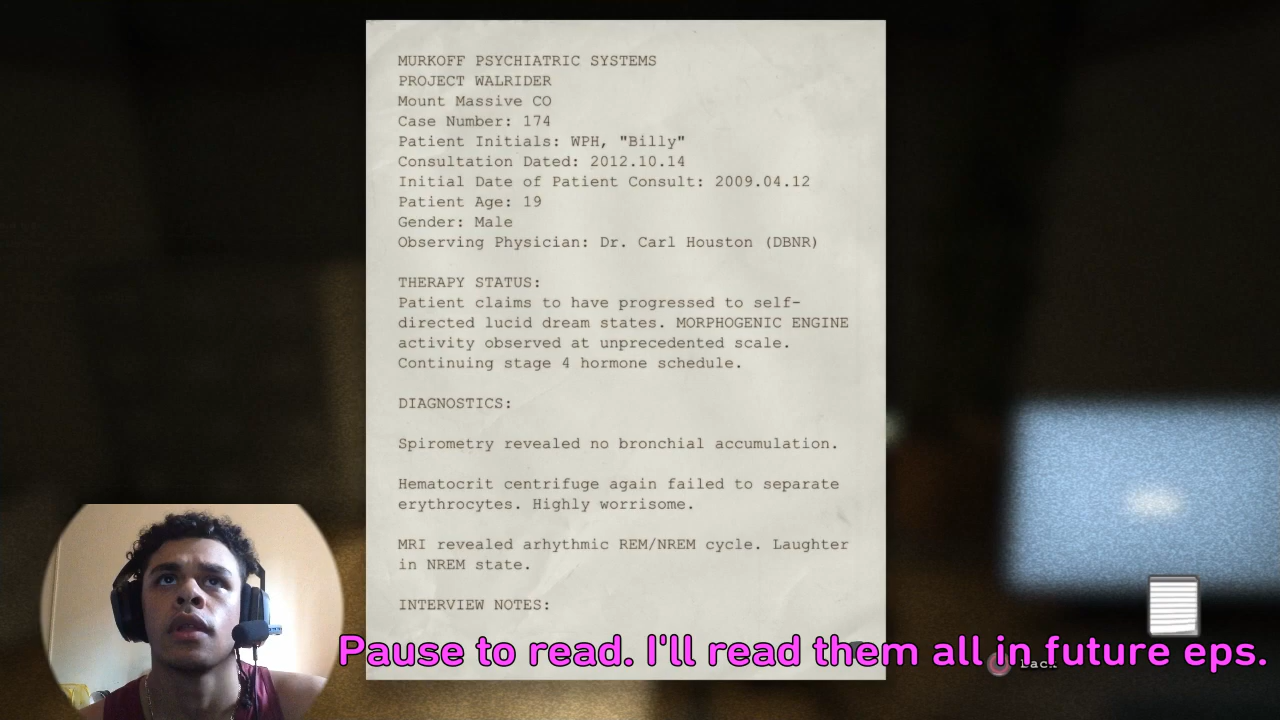 MURKOFF PSYCHIATRIC SYSTEMS
PROJECT WALRIDER
Mount Massive CO
Case Number: 174
Patient Initials: WPH, "Billy"
Consultation Dated: 2012.10.14
Initial Date of Patient Consult: 2009.04.12
Patient Age: 19
Gender: Male
Observing Physician: Dr. Carl Houston (DBNR)
THERAPY STATUS:
Patient claims to have progressed to self-
directed lucid dream states. MORPHOGENIC ENGINE
activity observed at unprecedented scale.
Continuing stage 4 hormone schedule.
DIAGNOSTICS:
Spirometry revealed no bronchial accumulation.
Hematocrit centrifuge again failed to separate
erythrocytes. Highly worrisome.
MRI revealed arhythmic REM/NREM cycle. Laughter
in NREM state.
INTERVIEW NOTES:
Pause to read. I'll read them all in future eps.
Back